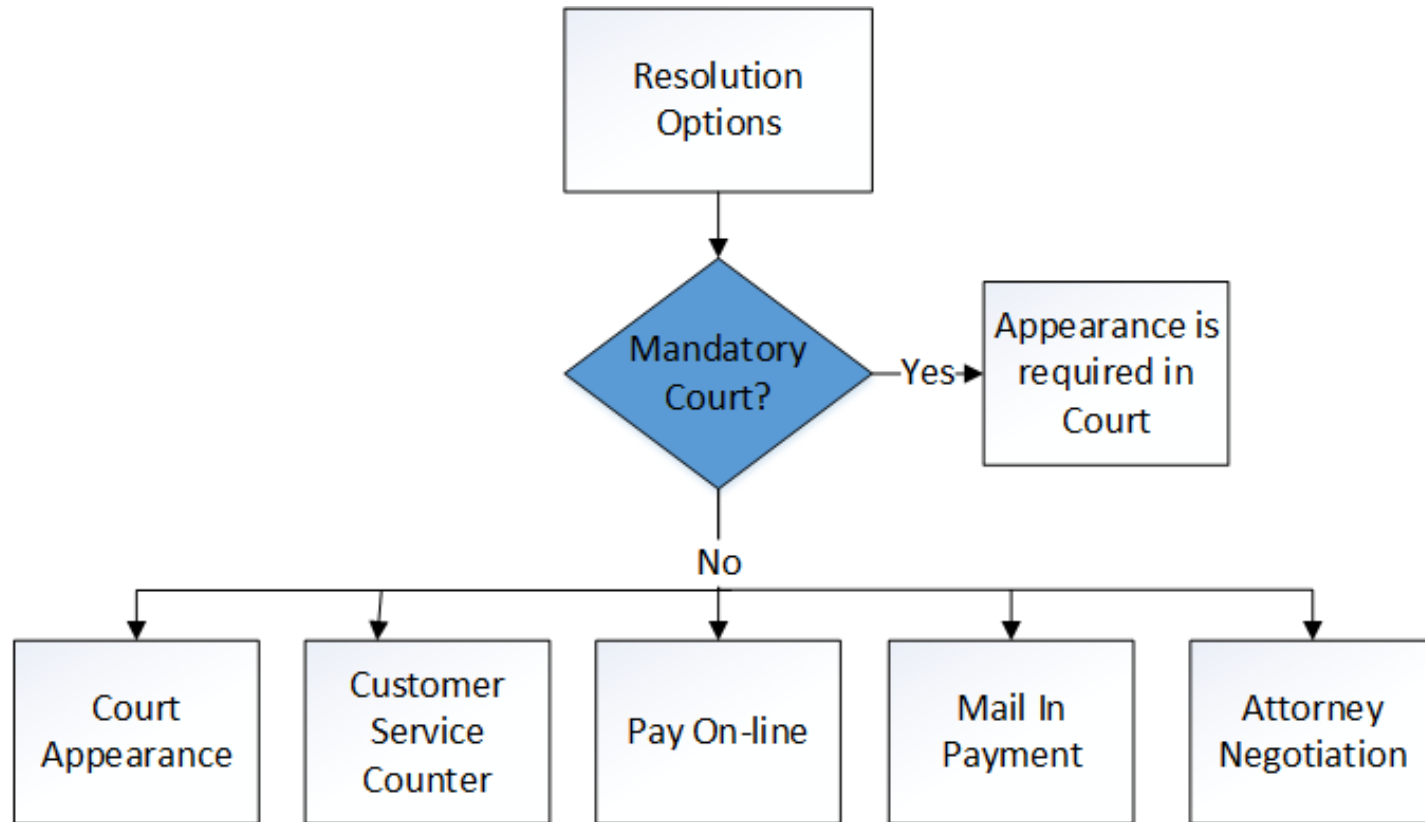 Resolution
Options
Mandatory
Court?
Yes
Appearance is
required in
Court
No
Court
Appearance
Customer
Service
Counter
Pay On-line
Mail In
Payment
Attorney
Negotiation